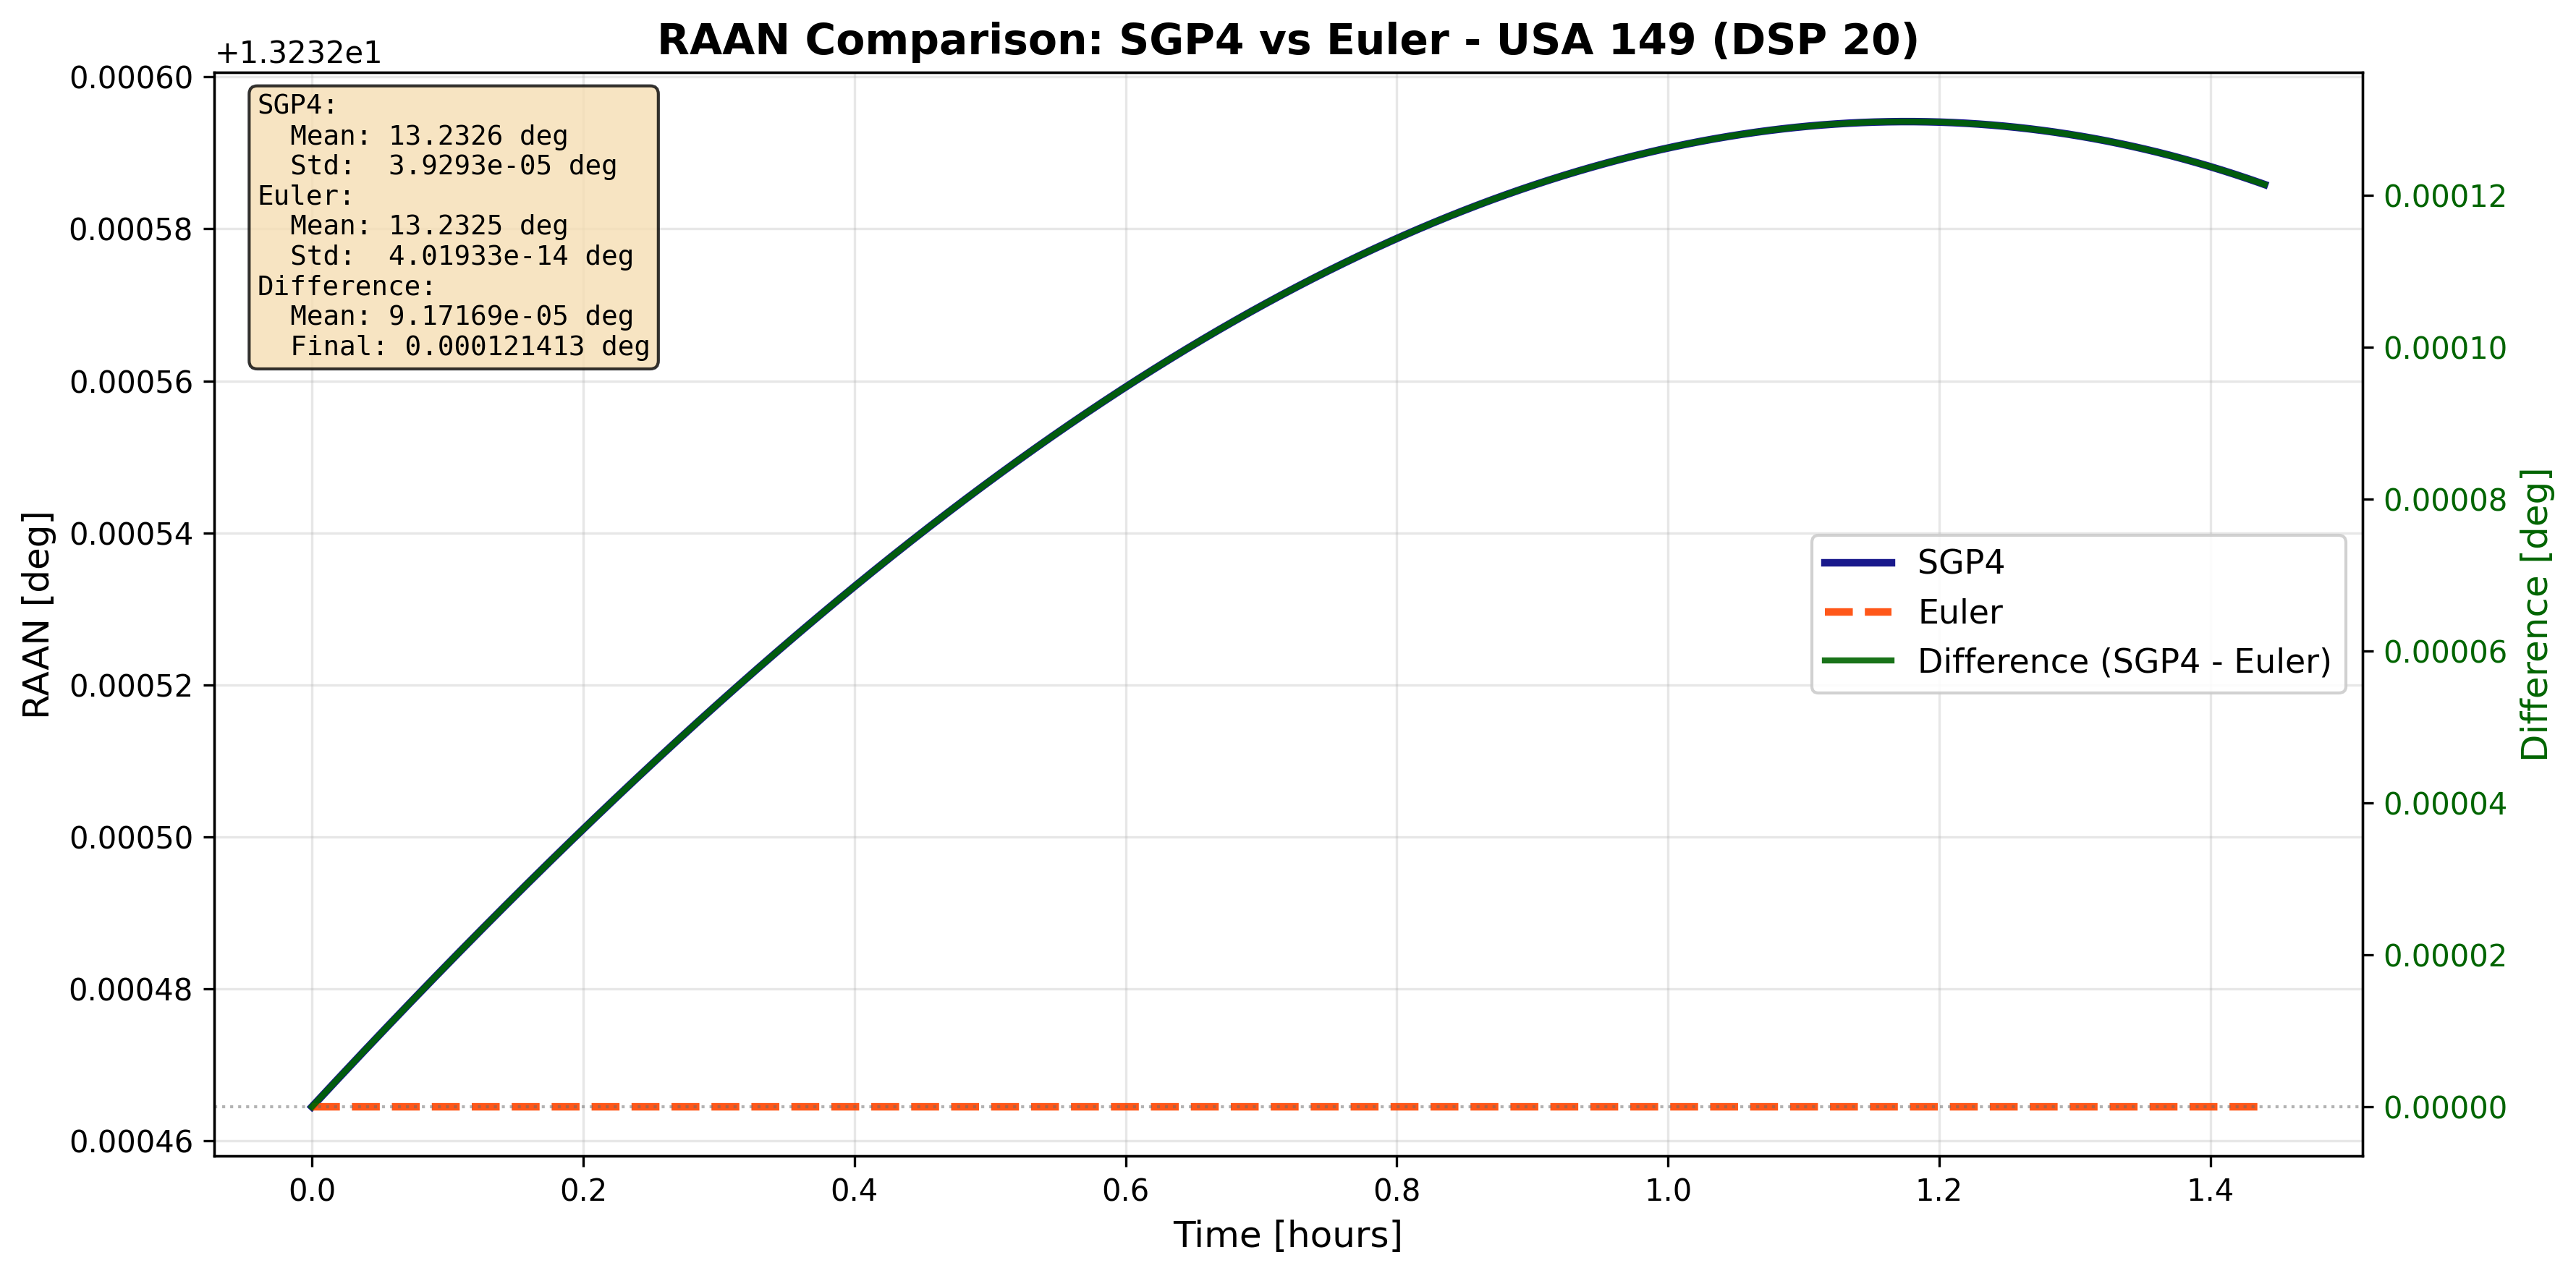 RAAN Comparison: SGP4 vs Euler - USA 149 (DSP 20)
+1.3232e1
SGP4:
Mean: 13.2326 deg
Std: 3.9293e-05 deg
Euler:
Mean: 13.2325 deg
Std: 4.01933e-14 deg
Difference:
Mean: 9.17169e-05 deg
Final: 0.000121413 deg
RAAN [deg]
0.00060
0.00058
0.00056
0.00054
0.00052
0.00050
0.00048
0.00046
SGP4
Euler
Difference (SGP4 - Euler)
0.00012
0.00010
0.00008
0.00006
0.00004
0.00002
0.00000
Difference [deg]
0.0 0.2 0.4 0.6 0.8 1.0 1.2 1.4
Time [hours]